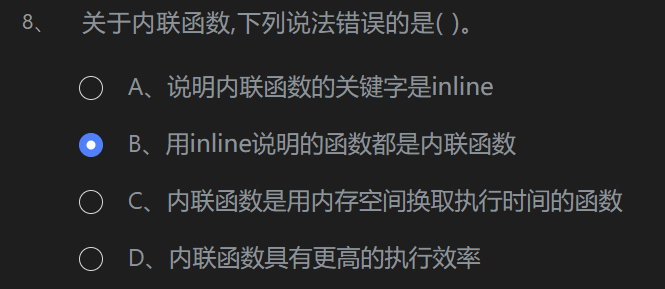 8、 关于内联函数,下列说法错误的是( )。
A、说明内联函数的关键字是inline
B、用inline说明的函数都是内联函数
C、内联函数是用内存空间换取执行时间的函数
D、内联函数具有更高的执行效率